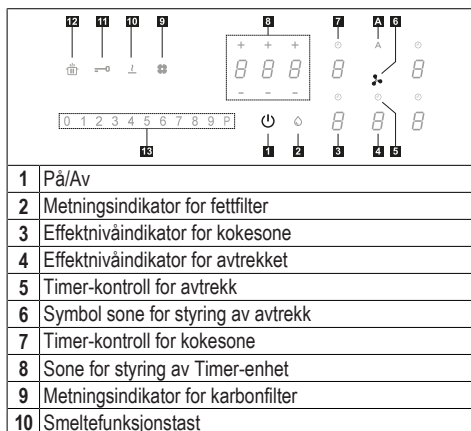 12 11 10 9 8 7 A 6
+ + + A
8 8 8 8 8
- - -
0 1 2 3 4 5 6 7 8 9 P 8 8 8
13 1 2 3 4 5
1 På/Av
2 Metningsindikator for fettfilter
3 Effektnivåindikator for kokesone
4 Effektnivåindikator for avtrekket
5 Timer-kontroll for avtrekk
6 Symbol sone for styring av avtrekk
7 Timer-kontroll for kokesone
8 Sone for styring av Timer-enhet
9 Metningsindikator for karbonfilter
10 Smeltefunksjonstast